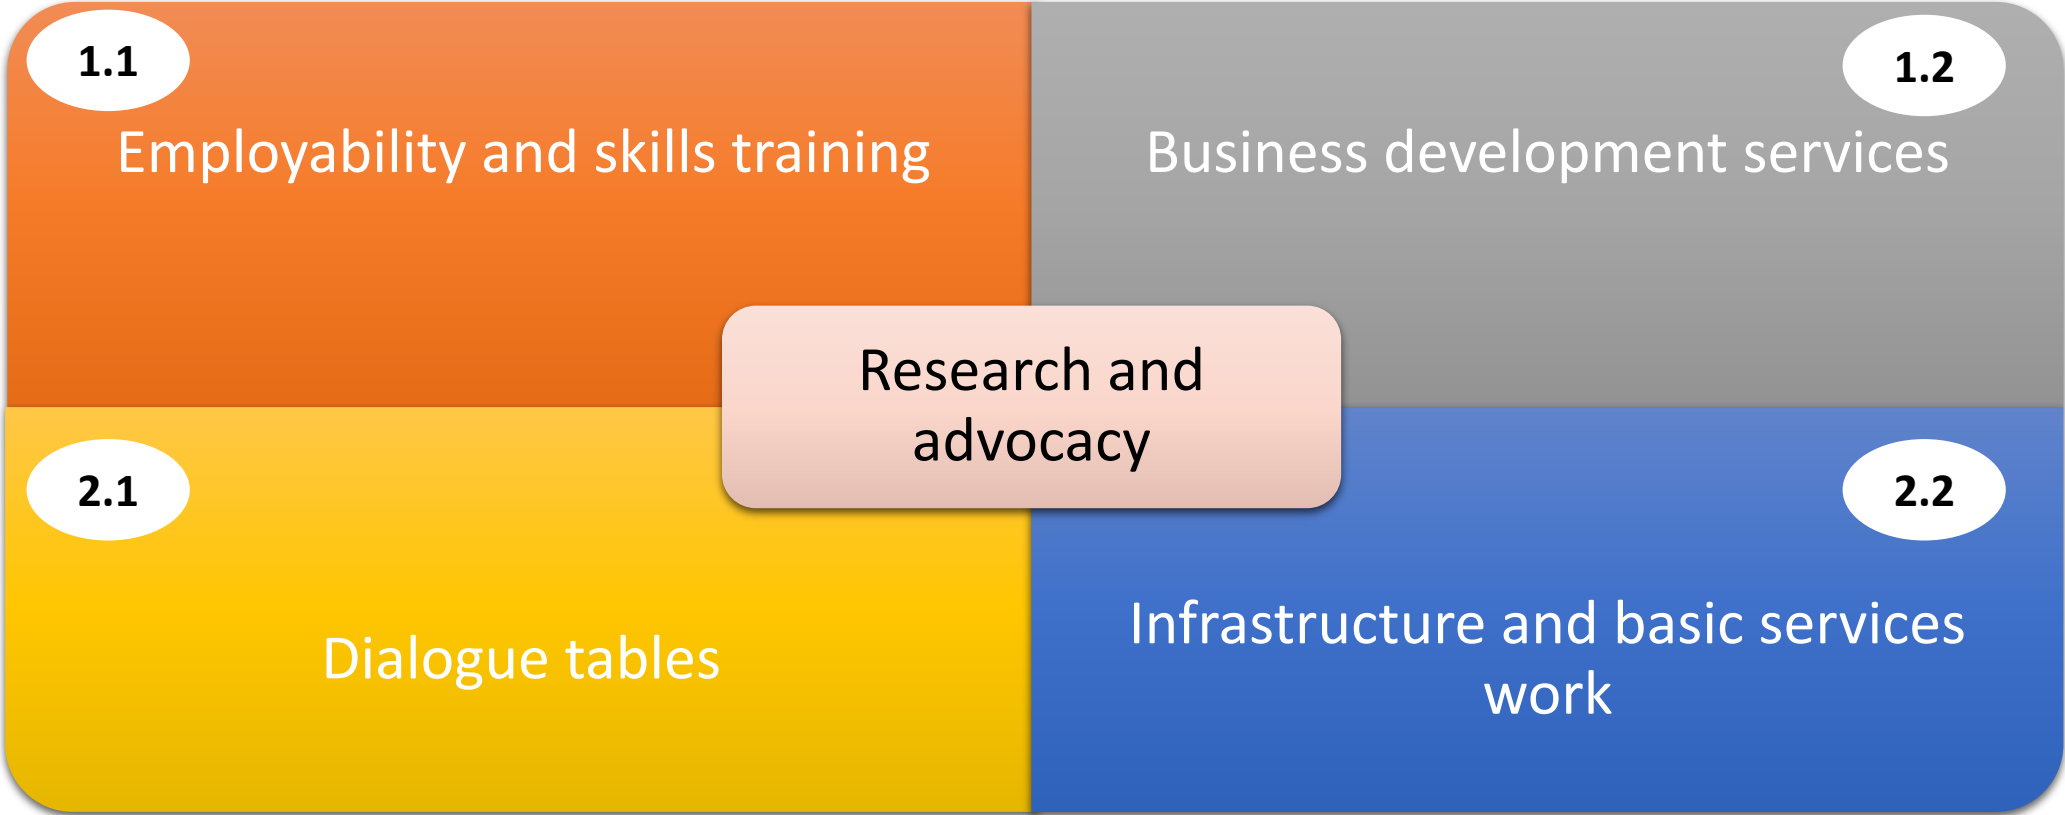 1.1
Employability and skills training
1.2
Business development services
Research and
advocacy
2.1
Dialogue tables
2.2
Infrastructure and basic services
work